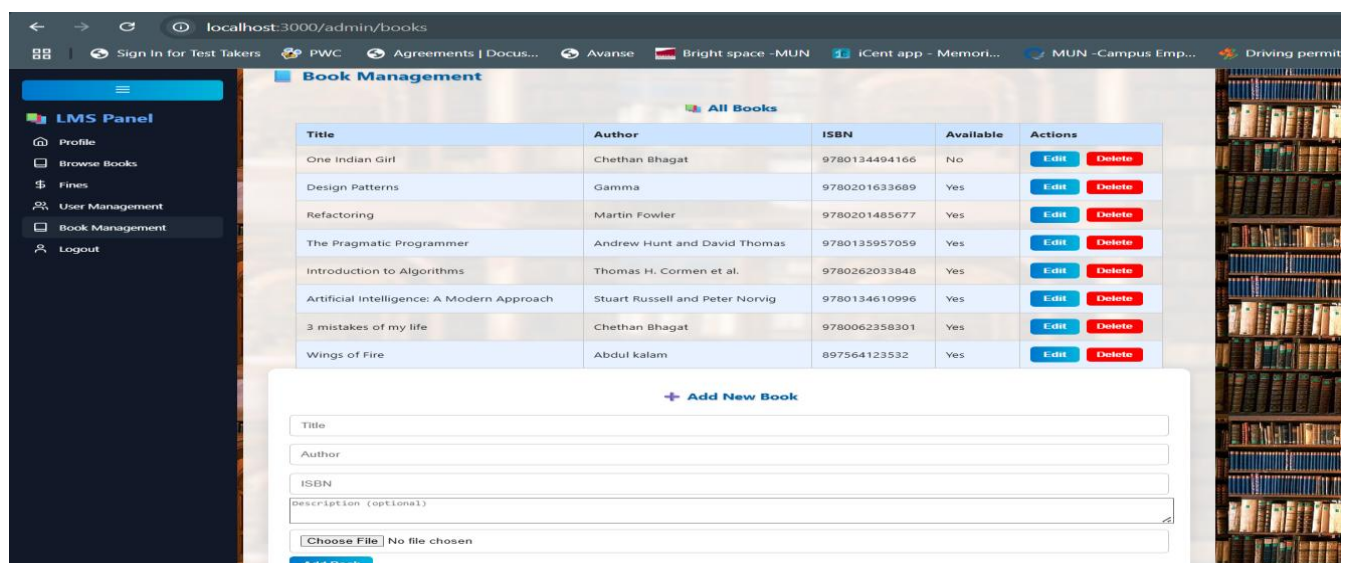 localhost:3000/admin/books
Sign In for Test Takers PWC Agreements | Docus... Avanse Bright space -MUN iCent app - Memori... MUN -Campus Emp... Driving permit
LMS Panel
Profile
Browse Books
Fines
User Management
Book Management
Logout
Book Management
All Books
Title Author ISBN Available Actions
One Indian Girl Chethan Bhagat 9780134494166 No Edit Delete
Design Patterns Gamma 9780201633689 Yes Edit Delete
Refactoring Martin Fowler 9780201485677 Yes Edit Delete
The Pragmatic Programmer Andrew Hunt and David Thomas 9780135957059 Yes Edit Delete
Introduction to Algorithms Thomas H. Cormen et al. 9780262033848 Yes Edit Delete
Artificial Intelligence: A Modern Approach Stuart Russell and Peter Norvig 9780134610996 Yes Edit Delete
3 mistakes of my life Chethan Bhagat 9780062358301 Yes Edit Delete
Wings of Fire Abdul kalam 897564123532 Yes Edit Delete
Add New Book
Title
Author
ISBN
Description (optional)
Choose File No file chosen
Add Book